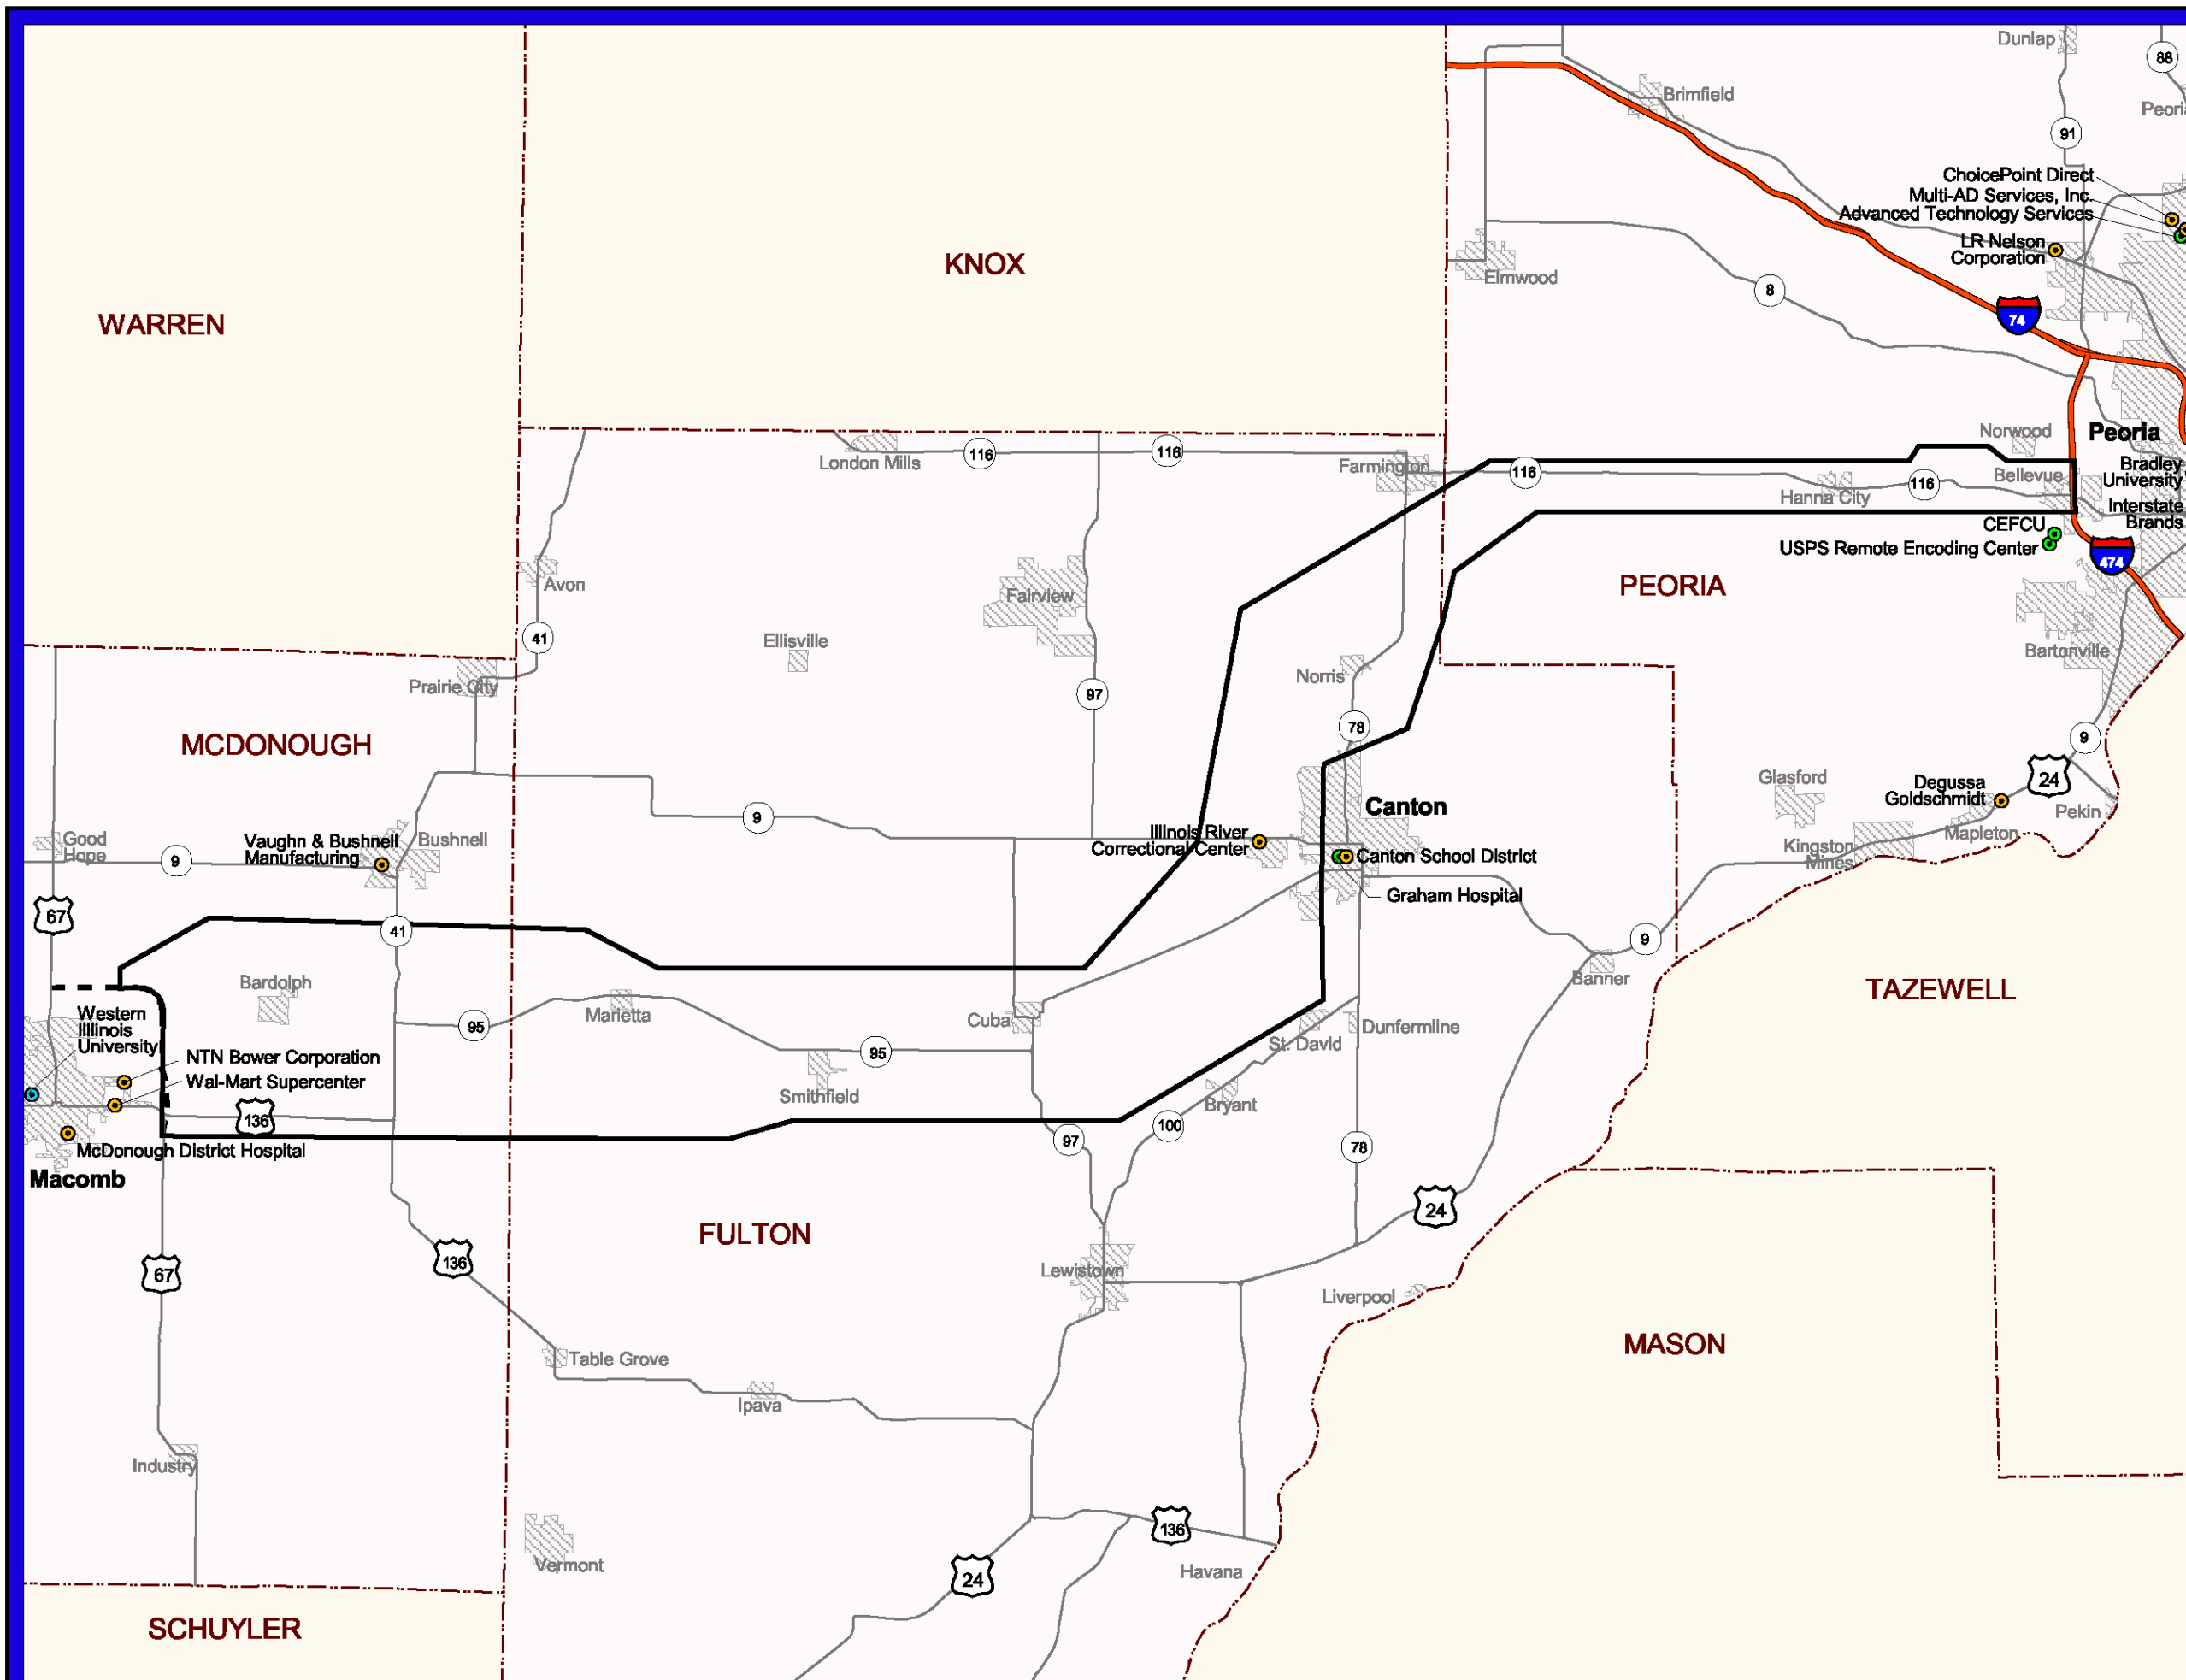 Dunlap
88
Brimfield
Peoria
91
ChoicePoint Direct
Multi-AD Services, Inc.
Advanced Technology Services
LR Nelson
Corporation
KNOX
Elmwood
8
74
WARREN
Norwood
Peoria
London Mills
116
116
Farmington
116
Hanna City
116
Bellevue
Bradley
University
Interstate
Brands
CEFCU
USPS Remote Encoding Center
474
PEORIA
Avon
Fairview
41
Ellisville
Bartonville
Prairie City
Norris
97
78
MCDONOUGH
9
24
Glasford
Degussa
Goldschmidt
Pekin
Canton
9
Good
Hope
Vaughn & Bushnell
Manufacturing
Bushnell
Illinois River
Correctional Center
Mapleton
Kingston
Mines
9
Canton School District
Graham Hospital
67
41
9
Banner
Bardolph
TAZEWELL
Western
Illlinois
University
Marietta
Cuba
95
Dunfermline
St. David
95
NTN Bower Corporation
Wal-Mart Supercenter
Smithfield
Bryant
136
100
97
78
McDonough District Hospital
Macomb
24
FULTON
136
67
Lewistown
Liverpool
MASON
Table Grove
Ipava
Industry
136
Vermont
Havana
24
SCHUYLER